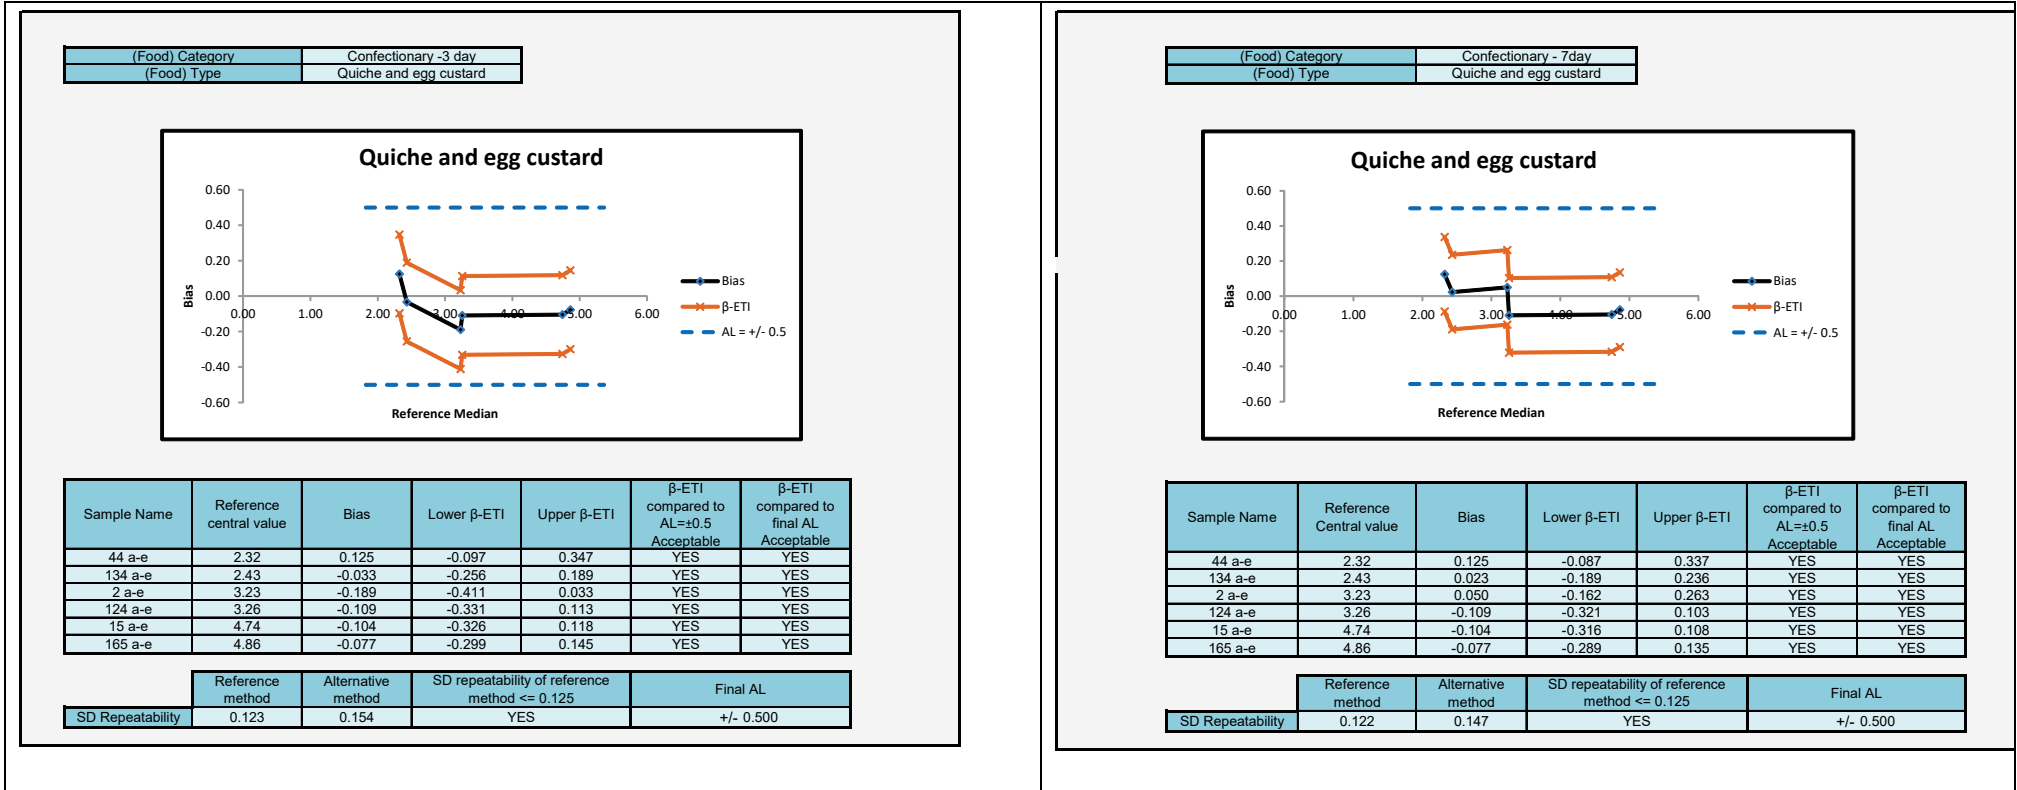 (Food) Category Confectionary -3 day
(Food) Type Quiche and egg custard
Quiche and egg custard
0.60
0.40
0.20
0.00
-0.20
-0.40
-0.60
Bias
0.00 1.00 2.00 3.00 4.00 5.00 6.00
Reference Median
Bias
β-ETI
AL = +/- 0.5
Sample Name Reference central value Bias Lower β-ETI Upper β-ETI β-ETI compared to AL=±0.5 Acceptable β-ETI compared to final AL Acceptable
44 a-e 2.32 0.125 -0.097 0.347 YES YES
134 a-e 2.43 -0.033 -0.256 0.189 YES YES
2 a-e 3.23 -0.189 -0.411 0.033 YES YES
124 a-e 3.26 -0.109 -0.331 0.113 YES YES
15 a-e 4.74 -0.104 -0.326 0.118 YES YES
165 a-e 4.86 -0.077 -0.299 0.145 YES YES
Reference method Alternative method SD repeatability of reference method <= 0.125 Final AL
SD Repeatability 0.123 0.154 YES +/- 0.500
(Food) Category Confectionary - 7day
(Food) Type Quiche and egg custard
Quiche and egg custard
0.60
0.40
0.20
0.00
-0.20
-0.40
-0.60
Bias
0.00 1.00 2.00 3.00 4.00 5.00 6.00
Reference Median
Bias
β-ETI
AL = +/- 0.5
Sample Name Reference Central value Bias Lower β-ETI Upper β-ETI β-ETI compared to AL=±0.5 Acceptable β-ETI compared to final AL Acceptable
44 a-e 2.32 0.125 -0.087 0.337 YES YES
134 a-e 2.43 0.023 -0.189 0.236 YES YES
2 a-e 3.23 0.050 -0.162 0.263 YES YES
124 a-e 3.26 -0.109 -0.321 0.103 YES YES
15 a-e 4.74 -0.104 -0.316 0.108 YES YES
165 a-e 4.86 -0.077 -0.289 0.135 YES YES
Reference method Alternative method SD repeatability of reference method <= 0.125 Final AL
SD Repeatability 0.122 0.147 YES +/- 0.500